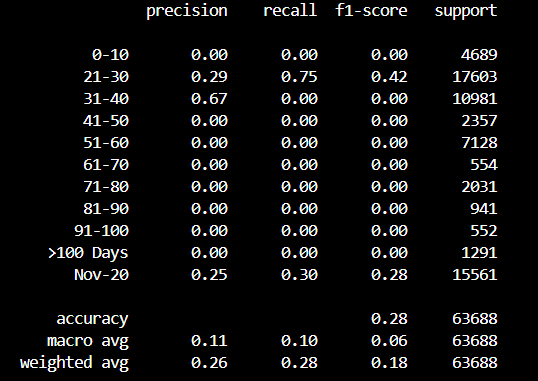 precision recall f1-score support
0-10 0.00 0.00 0.00 4689
21-30 0.29 0.75 0.42 17603
31-40 0.67 0.00 0.00 10981
41-50 0.00 0.00 0.00 2357
51-60 0.00 0.00 0.00 7128
61-70 0.00 0.00 0.00 554
71-80 0.00 0.00 0.00 2031
81-90 0.00 0.00 0.00 941
91-100 0.00 0.00 0.00 552
>100 Days 0.00 0.00 0.00 1291
Nov-20 0.25 0.30 0.28 15561
accuracy 0.28 63688
macro avg 0.11 0.10 0.06 63688
weighted avg 0.26 0.28 0.18 63688